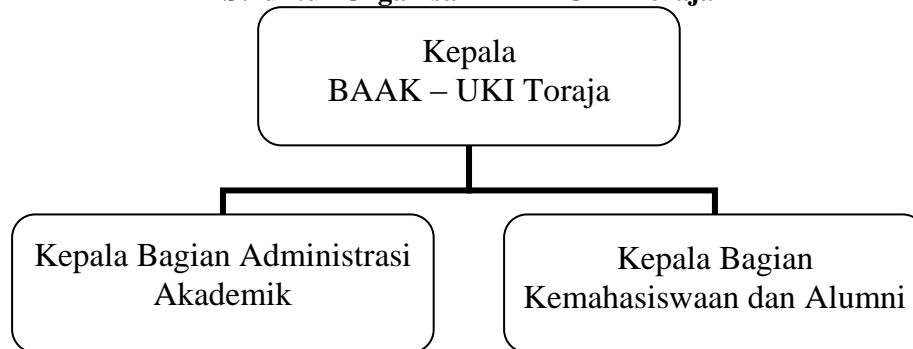 Kepala
BAAK – UKI Toraja
Kepala Bagian Administrasi
Akademik
Kepala Bagian
Kemahasiswaan dan Alumni